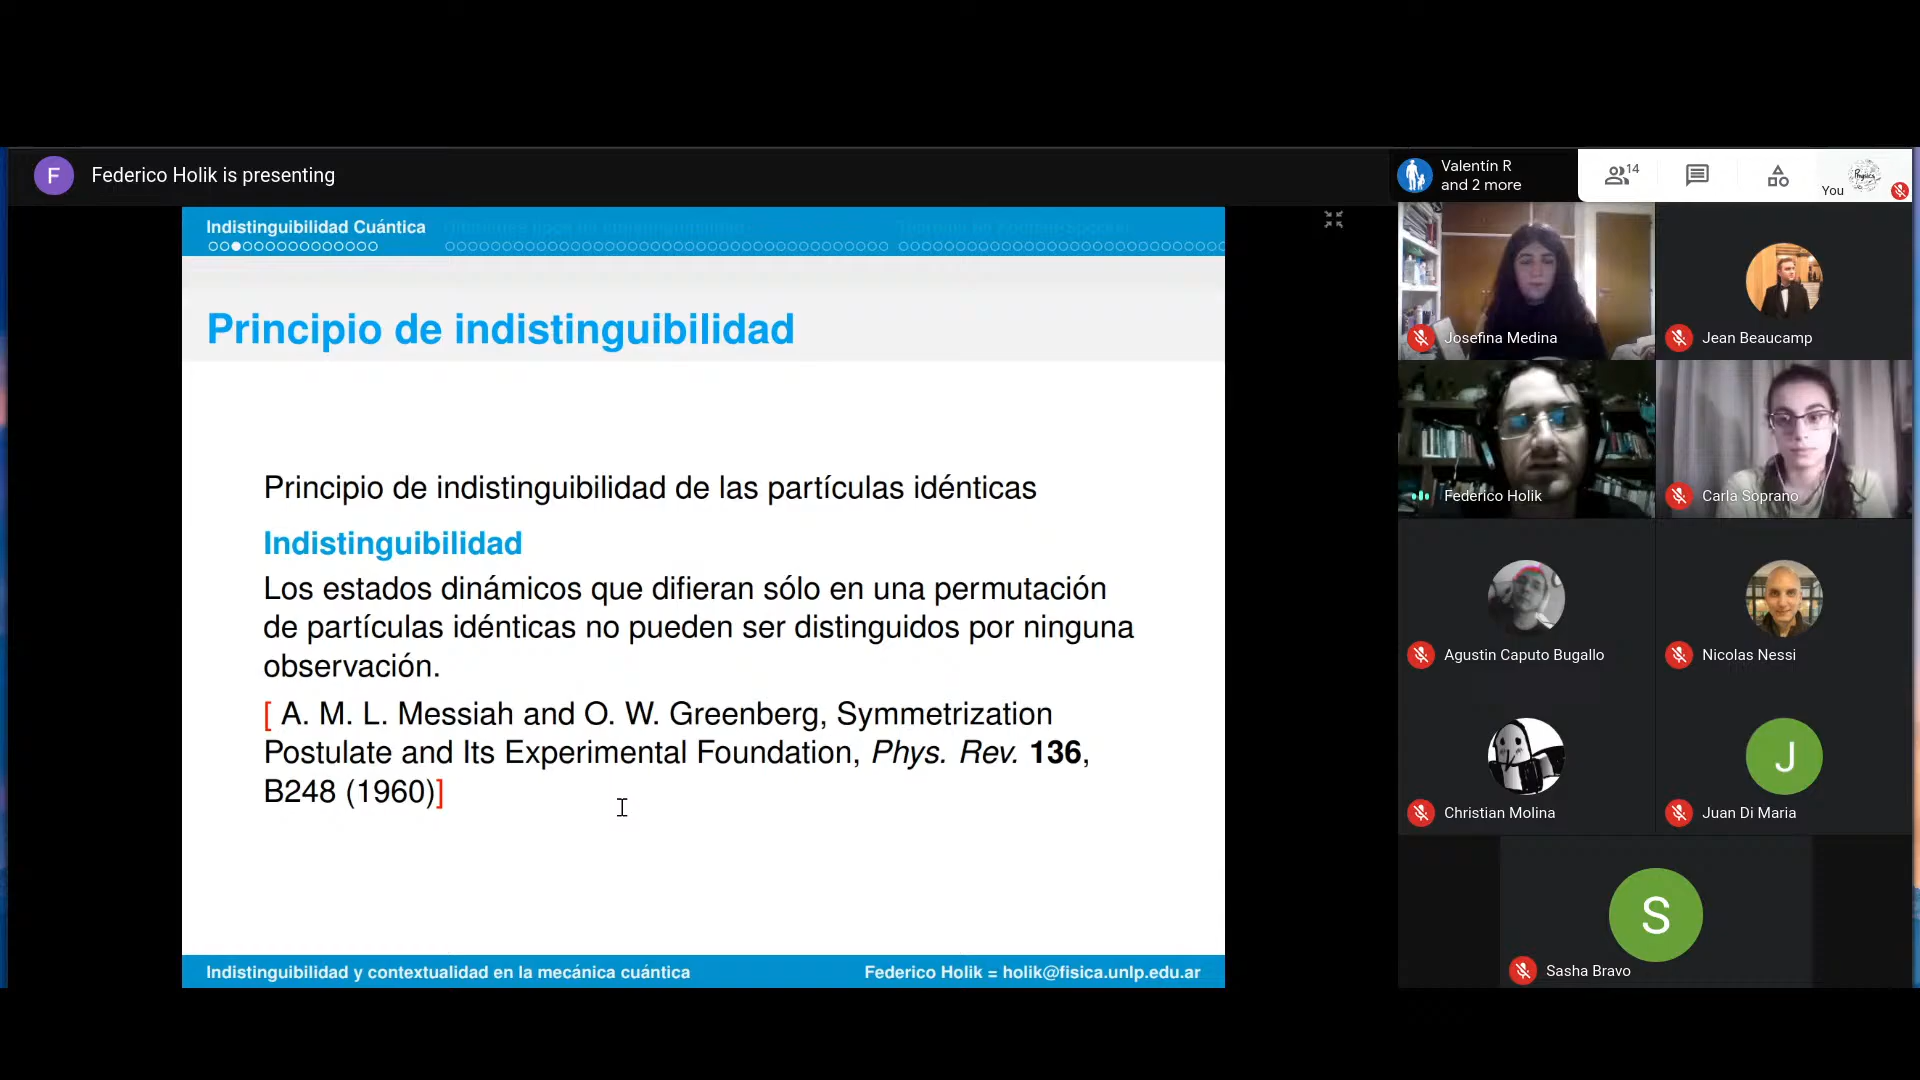 F
Federico Holik is presenting
Valentín R
and 2 more
14
You
Physics
Indistinguibilidad Cuántica
Principio de indistinguibilidad
Principio de indistinguibilidad de las partículas idénticas
Indistinguibilidad
Los estados dinámicos que difieran sólo en una permutación
de partículas idénticas no pueden ser distinguidos por ninguna
observación.
[ A. M. L. Messiah and O. W. Greenberg, Symmetrization
Postulate and Its Experimental Foundation, Phys. Rev. 136,
B248 (1960)]
Indistinguibilidad y contextualidad en la mecánica cuántica
Federico Holik = holik@fisica.unlp.edu.ar
Josefina Medina
Jean Beaucamp
Federico Holik
Carla Soprano
Agustin Caputo Bugallo
Nicolas Nessi
Christian Molina
J
Juan Di Maria
S
Sasha Bravo